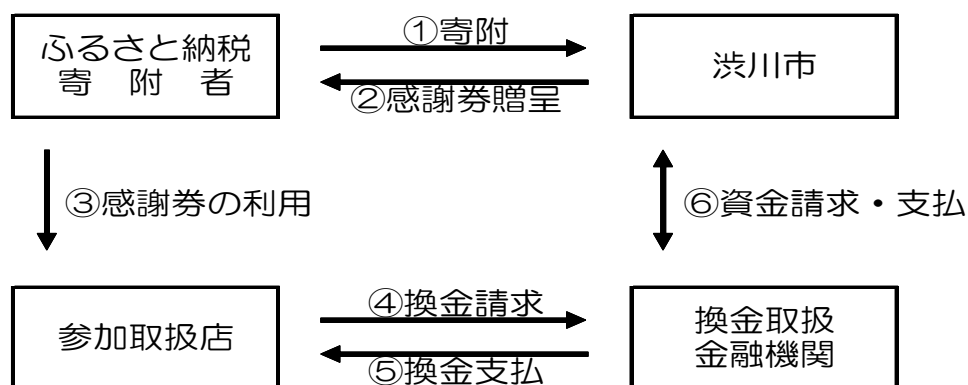 ふるさと納税
寄　附　者
①寄附
②感謝券贈呈
渋川市
③感謝券の利用
⑥資金請求・支払
参加取扱店
④換金請求
⑤換金支払
換金取扱
金融機関